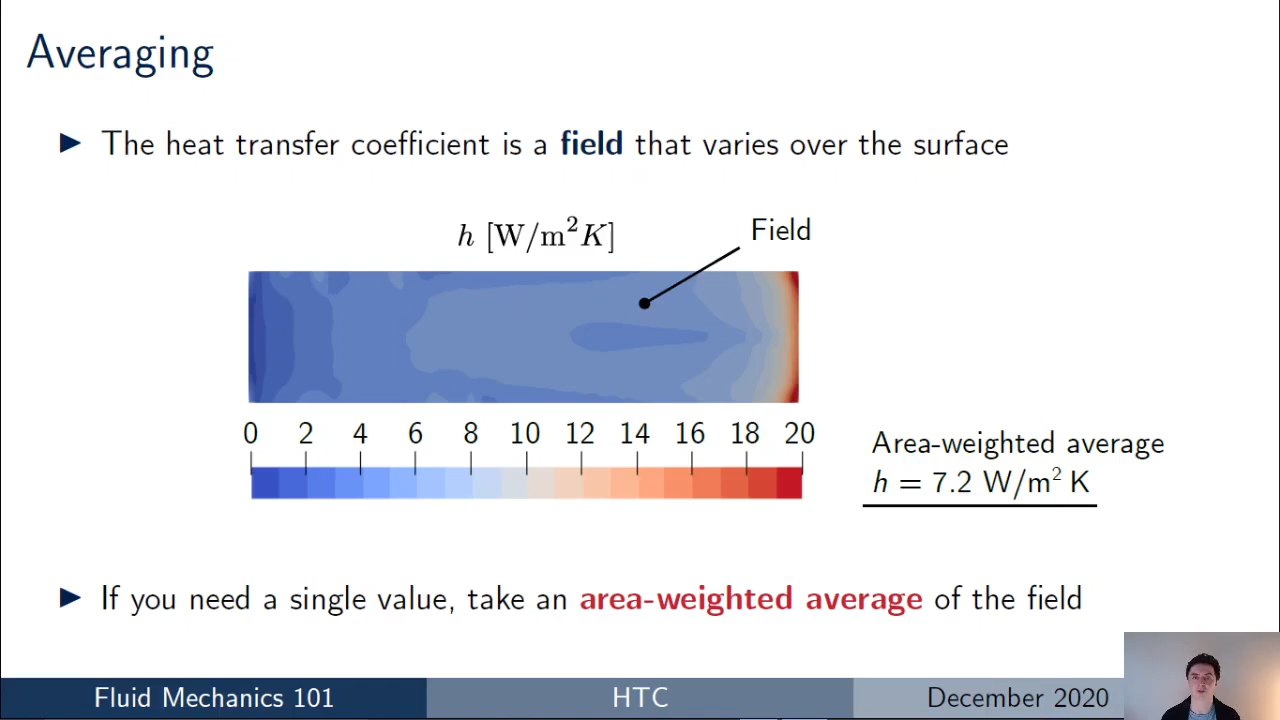 Averaging
▶ The heat transfer coefficient is a field that varies over the surface
h [W/m²K]
Field
0 2 4 6 8 10 12 14 16 18 20
Area-weighted average
h = 7.2 W/m² K
▶ If you need a single value, take an area-weighted average of the field
Fluid Mechanics 101 HTC December 2020